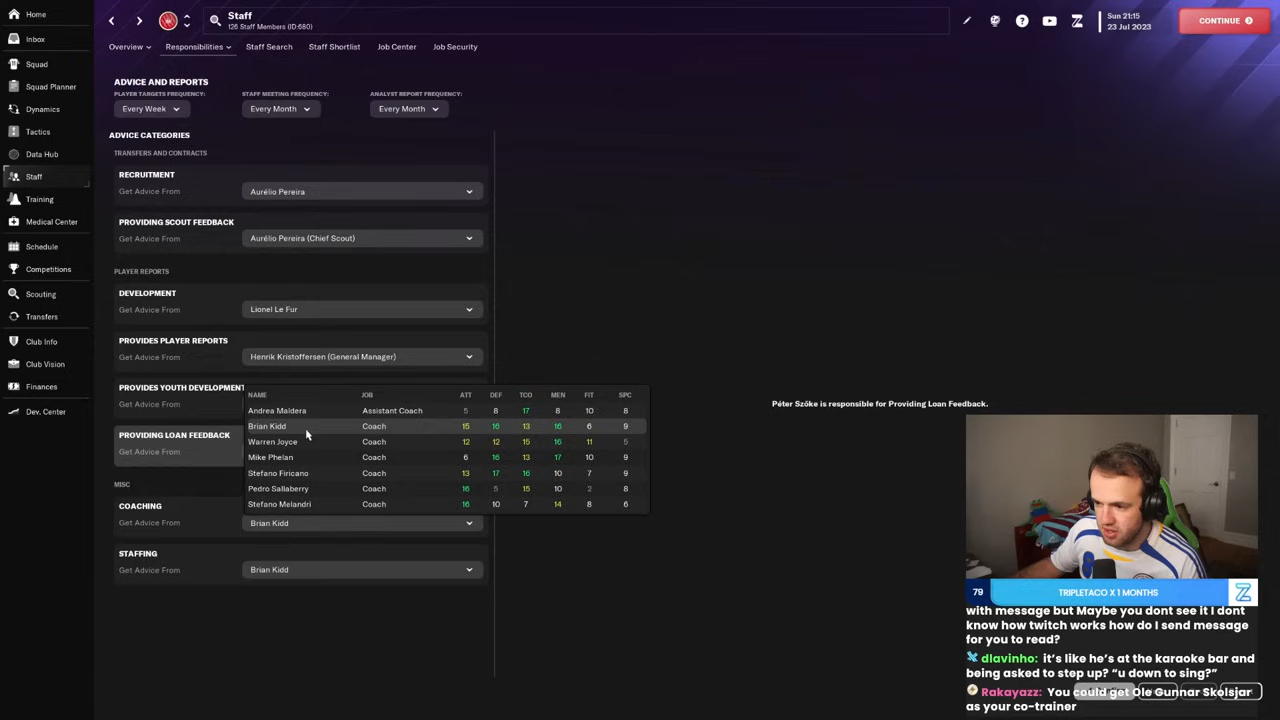 Home
Inbox
Squad
Squad Planner
Dynamics
Tactics
Data Hub
Staff
Training
Medical Center
Schedule
Competitions
Scouting
Transfers
Club Info
Club Vision
Finances
Dev. Center
Staff
126 Staff Members (ID:680)
Sun 21:15
23 Jul 2023
CONTINUE
Overview
Responsibilities
Staff Search
Staff Shortlist
Job Center
Job Security
ADVICE AND REPORTS
PLAYER TARGETS FREQUENCY: STAFF MEETING FREQUENCY: ANALYST REPORT FREQUENCY:
Every Week Every Month Every Month
ADVICE CATEGORIES
TRANSFERS AND CONTRACTS
RECRUITMENT
Get Advice From Aurélio Pereira
PROVIDING SCOUT FEEDBACK
Get Advice From Aurélio Pereira (Chief Scout)
PLAYER REPORTS
DEVELOPMENT
Get Advice From Lionel Le Fur
PROVIDES PLAYER REPORTS
Get Advice From Henrik Kristoffersen (General Manager)
PROVIDES YOUTH DEVELOPMENT
Get Advice From
PROVIDING LOAN FEEDBACK
NAME JOB ATT DEF TCO MEN FIT SPC
Andrea Maldera Assistant Coach 5 8 17 8 10 8
Brian Kidd Coach 15 16 13 16 6 9
Warren Joyce Coach 12 12 15 16 11 5
Mike Phelan Coach 6 16 13 17 10 9
Stefano Firicano Coach 13 17 16 10 7 9
Pedro Sallaberry Coach 16 5 15 10 2 8
Stefano Melandri Coach 16 10 7 14 8 6
MISC
COACHING
Get Advice From Brian Kidd
STAFFING
Get Advice From Brian Kidd
Péter Szőke is responsible for Providing Loan Feedback.
79 TRIPLETACO X 1 MONTHS
with message but Maybe you dont see it I dont
know how twitch works how do I send message
for you to read?
dlavinho: it's like he's at the karaoke bar and
being asked to step up? "u down to sing?"
Rakayazz: You could get Ole Gunnar Skolsjar
as your co-trainer